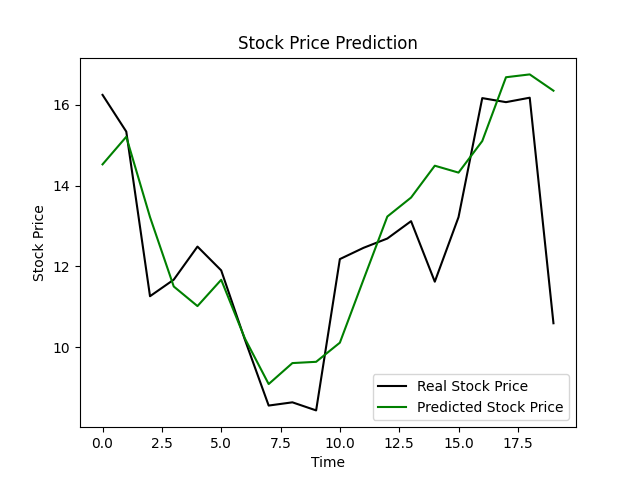 Stock Price Prediction
Stock Price
16
14
12
10
0.0 2.5 5.0 7.5 10.0 12.5 15.0 17.5
Time
Real Stock Price
Predicted Stock Price